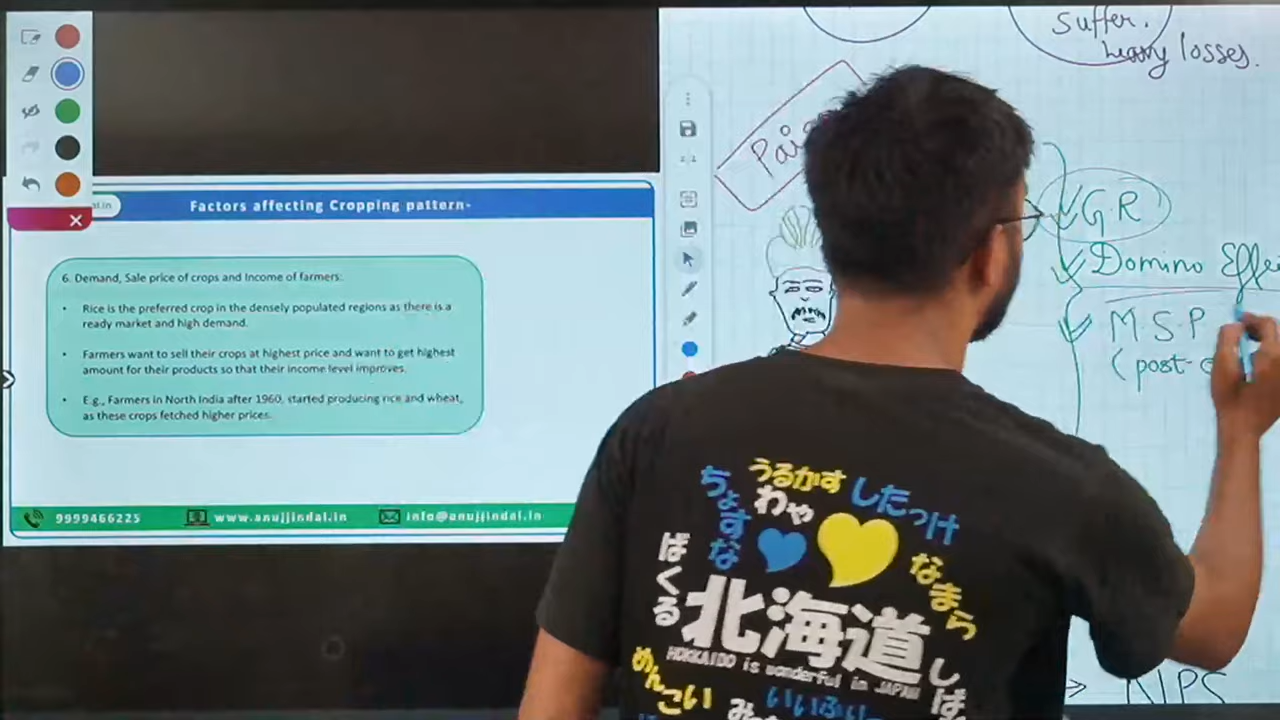 Factors affecting Cropping pattern-
6. Demand, Sale price of crops and Income of farmers:
• Rice is the preferred crop in the densely populated regions as there is a
ready market and high demand.
• Farmers want to sell their crops at highest price and want to get highest
amount for their products so that their income level improves.
• E.g., Farmers in North India after 1960, started producing rice and wheat,
as these crops fetched higher prices.
9999466225
www.anujjindal.in
info@anujjindal.in
suffer.
heavy losses.
G.R
Domino
M.S.P
(post-
うるかす
したっけ
ちょすな
わや
なまら
ばくる
北海道
HOKKAIDO is wonderful in JAPAN
めんこい
いいふりー